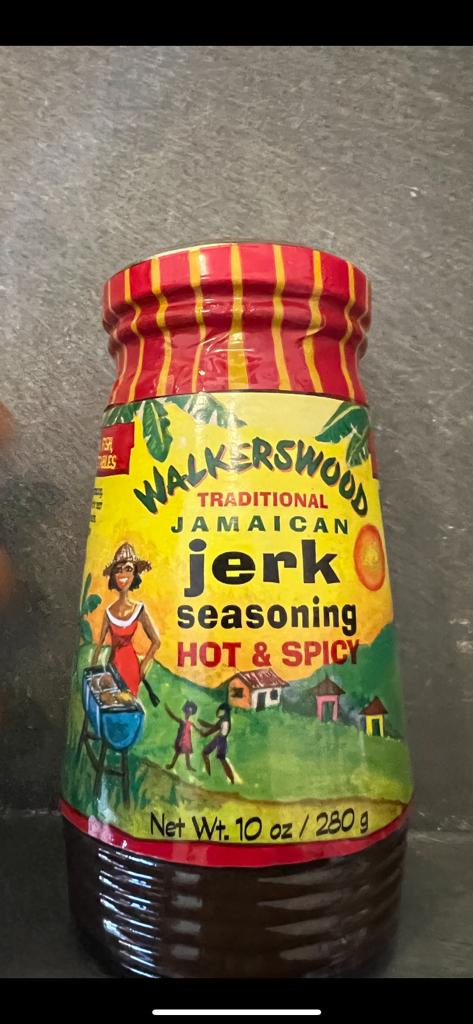 WALKERSWOOD
TRADITIONAL
JAMAICAN
jerk
seasoning
HOT & SPICY
Net Wt. 10 oz / 280 g